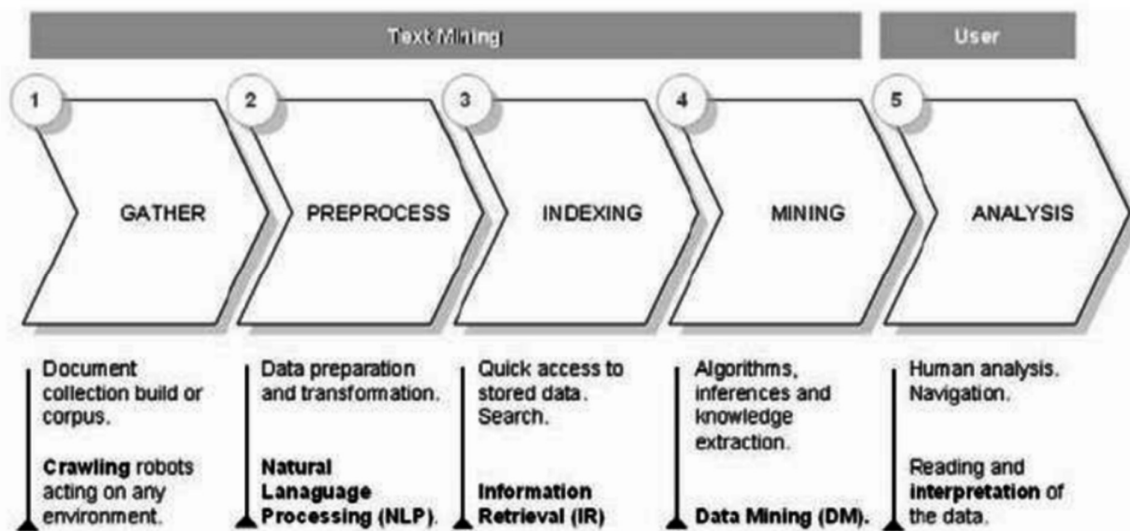 Text Mining
User
1
2
3
4
5
GATHER
PREPROCESS
INDEXING
MINING
ANALYSIS
Document
collection build or
corpus.
Crawling robots
acting on any
environment.
Data preparation
and transformation.
Natural
Lanaguage
Processing (NLP).
Quick access to
stored data.
Search.
Information
Retrieval (IR)
Algorithms,
inferences and
knowledge
extraction.
Data Mining (DM).
Human analysis.
Navigation.
Reading and
interpretation of
the data.